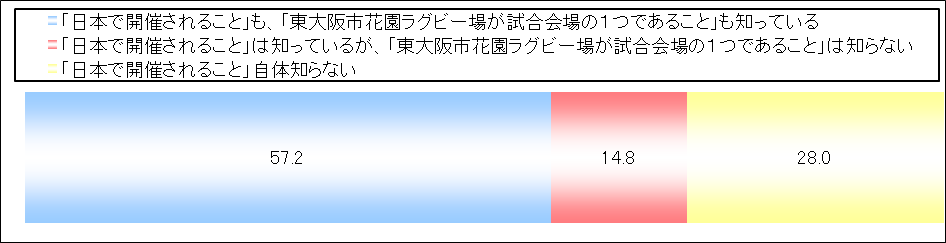 「日本で開催されること」も、「東大阪市花園ラグビー場が試合会場の１つであること」も知っている
「日本で開催されること」は知っているが、「東大阪市花園ラグビー場が試合会場の１つであること」は知らない
「日本で開催されること」自体知らない
57.2 14.8 28.0